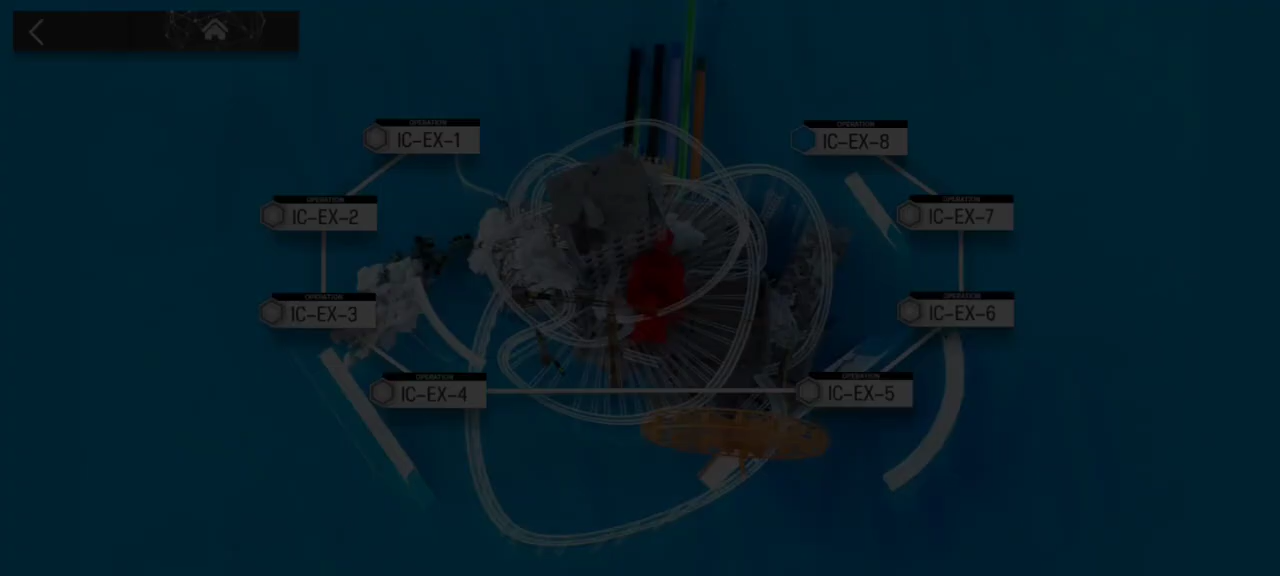 OPERATION
IC-EX-1
OPERATION
IC-EX-2
OPERATION
IC-EX-3
OPERATION
IC-EX-4
OPERATION
IC-EX-5
OPERATION
IC-EX-6
OPERATION
IC-EX-7
OPERATION
IC-EX-8